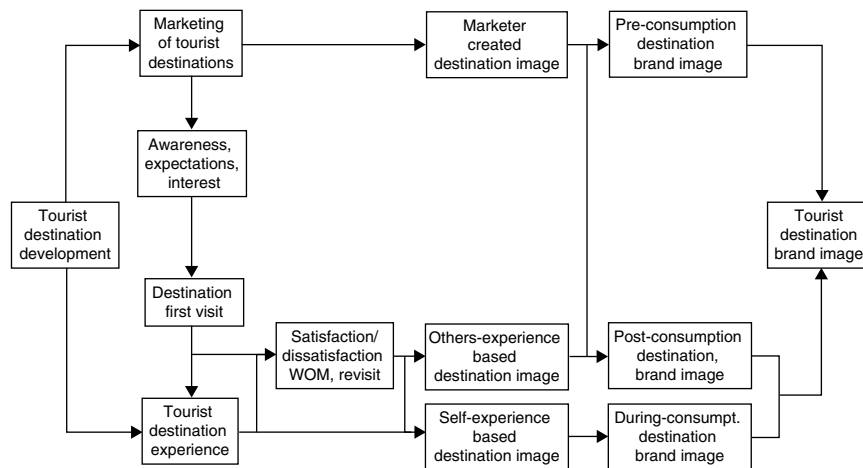 Marketing
of tourist
destinations
Marketer
created
destination image
Pre-consumption
destination
brand image
Awareness,
expectations,
interest
Tourist
destination
development
Tourist
destination
brand image
Destination
first visit
Satisfaction/
dissatisfaction
WOM, revisit
Others-experience
based
destination image
Post-consumption
destination,
brand image
Tourist
destination
experience
Self-experience
based
destination image
During-consumpt.
destination
brand image